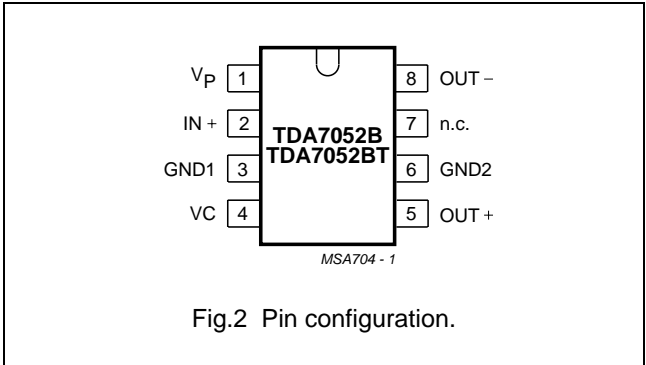 VP 1 8 OUT −
IN + 2 7 n.c.
TDA7052B
TDA7052BT
GND1 3 6 GND2
VC 4 5 OUT +
MSA704 - 1
Fig.2 Pin configuration.